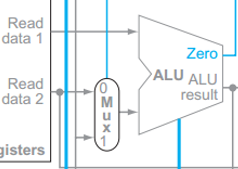 Read
data 1
Read
data 2
gisters
0
M
u
x
1
Zero
ALU
ALU
result